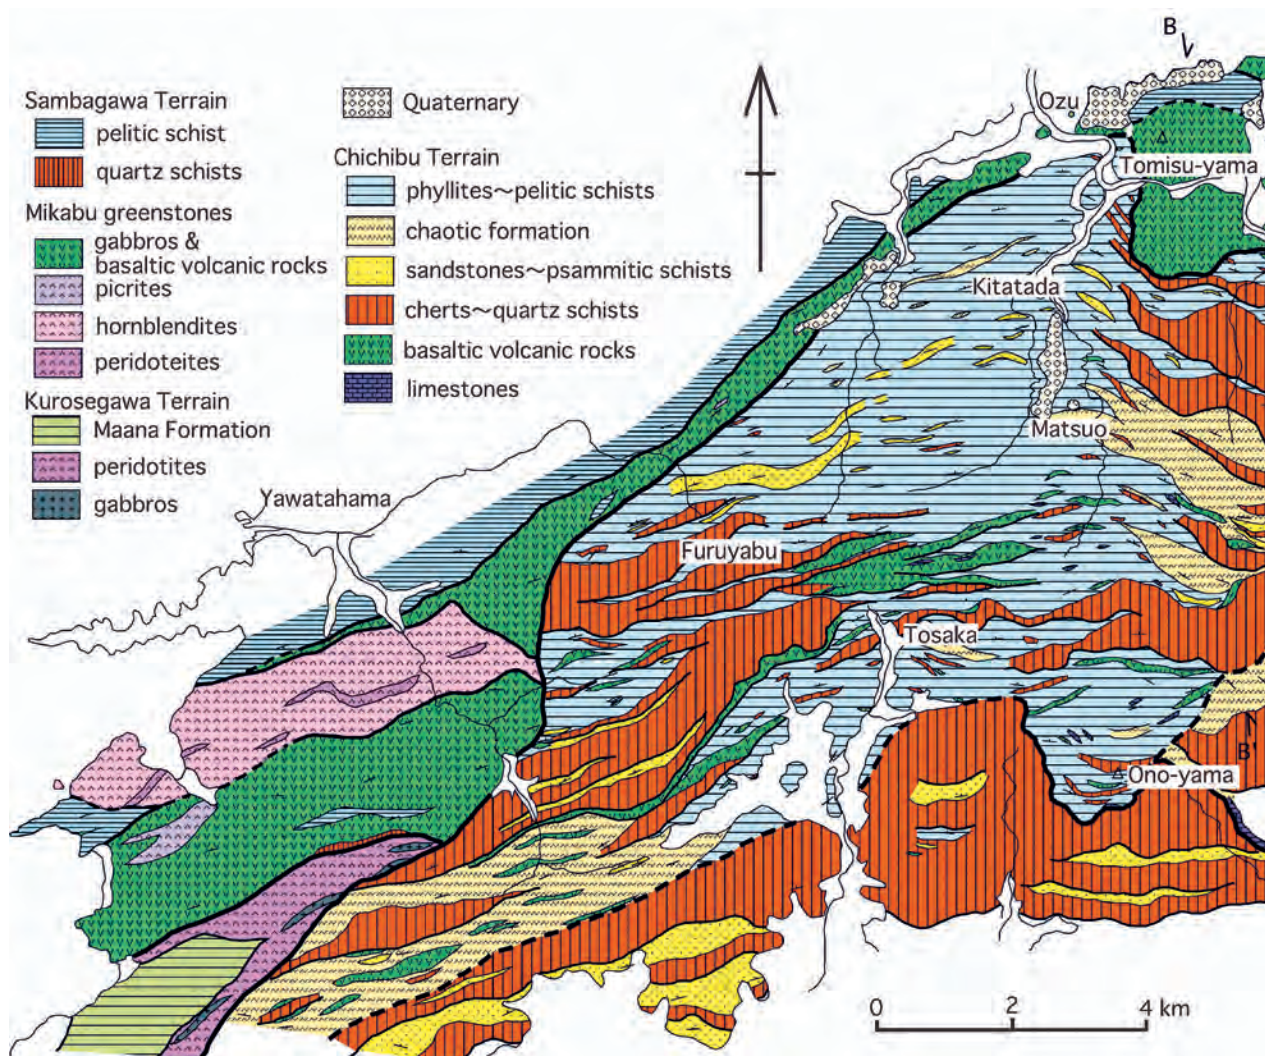 Sambagawa Terrain
pelitic schist
quartz schists
Mikabu greenstones
gabbros &
basaltic volcanic rocks
picrites
hornblendites
peridoteites
Kurosegawa Terrain
Maana Formation
peridotites
gabbros
Quaternary
Chichibu Terrain
phyllites~pelitic schists
chaotic formation
sandstones~psammitic schists
cherts~quartz schists
basaltic volcanic rocks
limestones
B
Ozu
Tomisu-yama
Kitatada
Matsuo
Yawatahama
Furuyabu
Tosaka
B'
Ono-yama
0 2 4 km